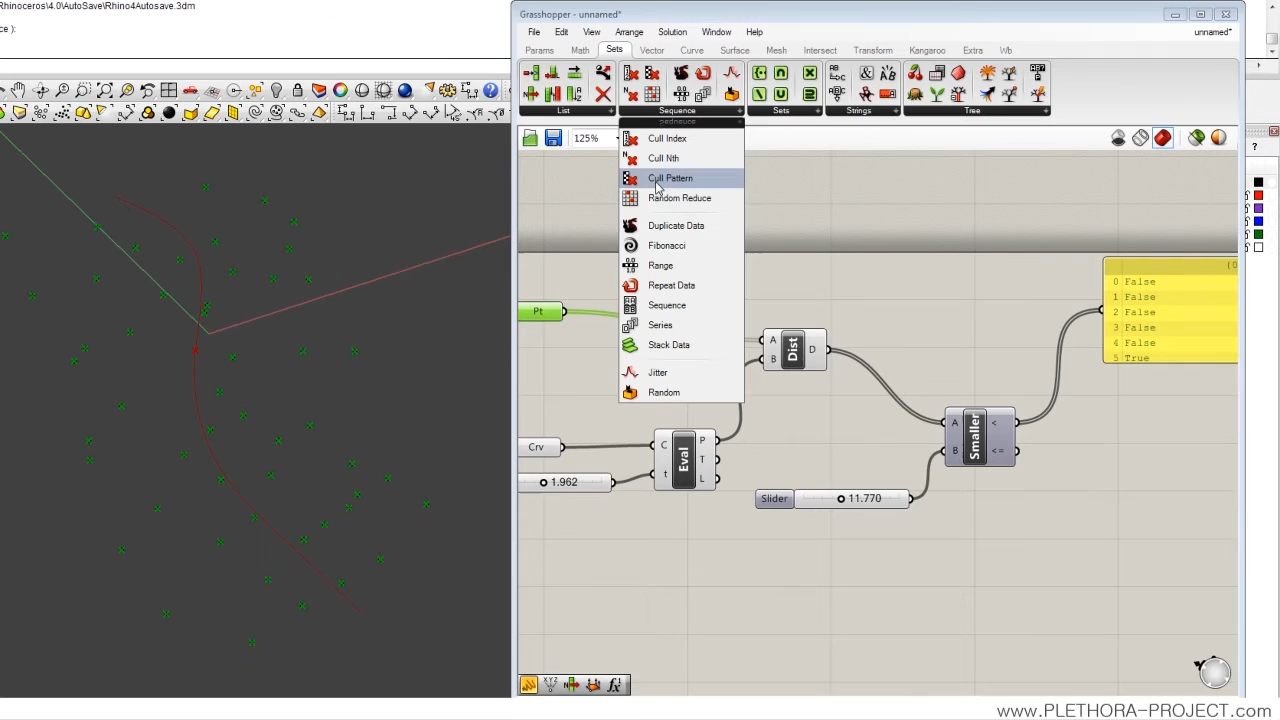 Rhinoceros\4.0\AutoSave\Rhino4Autosave.3dm
ce ):
Grasshopper - unnamed*
File Edit View Arrange Solution Window Help
unnamed*
Params Math Sets Vector Curve Surface Mesh Intersect Transform Kangaroo Extra Wb
List Sequence Sets Strings Tree
125%
Sequence
Cull Index
Cull Nth
Cull Pattern
Random Reduce
Duplicate Data
Fibonacci
Range
Repeat Data
Sequence
Series
Stack Data
Jitter
Random
Pt
A
B
Dist
D
{0
0 False
1 False
2 False
3 False
4 False
5 True
Crv
1.962
C
t
Eval
P
T
L
Slider
11.770
A
B
Smaller
<
<=
www.PLETHORA-PROJECT.com